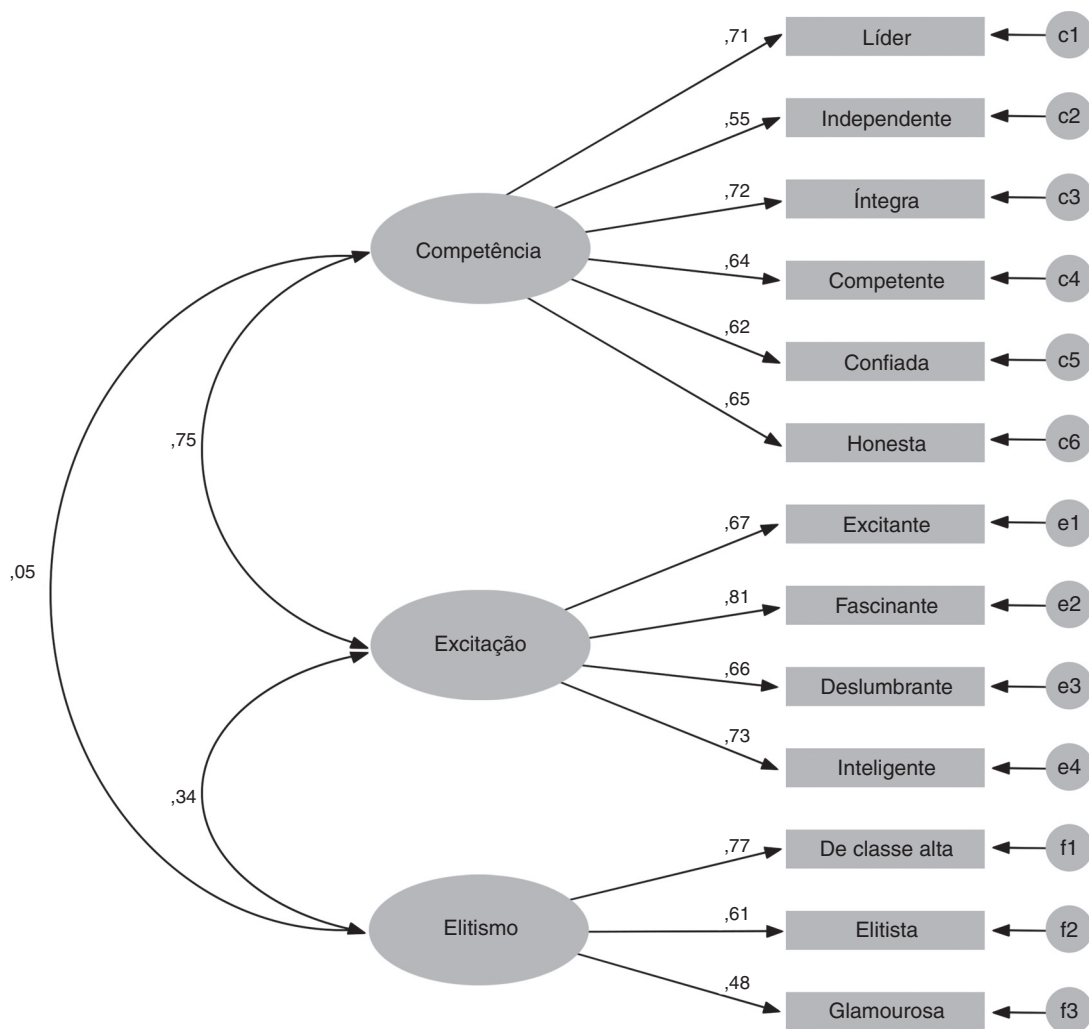 ,71
Líder
c1
,55
Independente
c2
,72
Íntegra
c3
Competência
,64
Competente
c4
,62
Confiada
c5
,65
Honesta
c6
,75
,67
Excitante
e1
,05
,81
Fascinante
e2
Excitação
,66
Deslumbrante
e3
,73
Inteligente
e4
,34
,77
De classe alta
f1
Elitismo
,61
Elitista
f2
,48
Glamourosa
f3